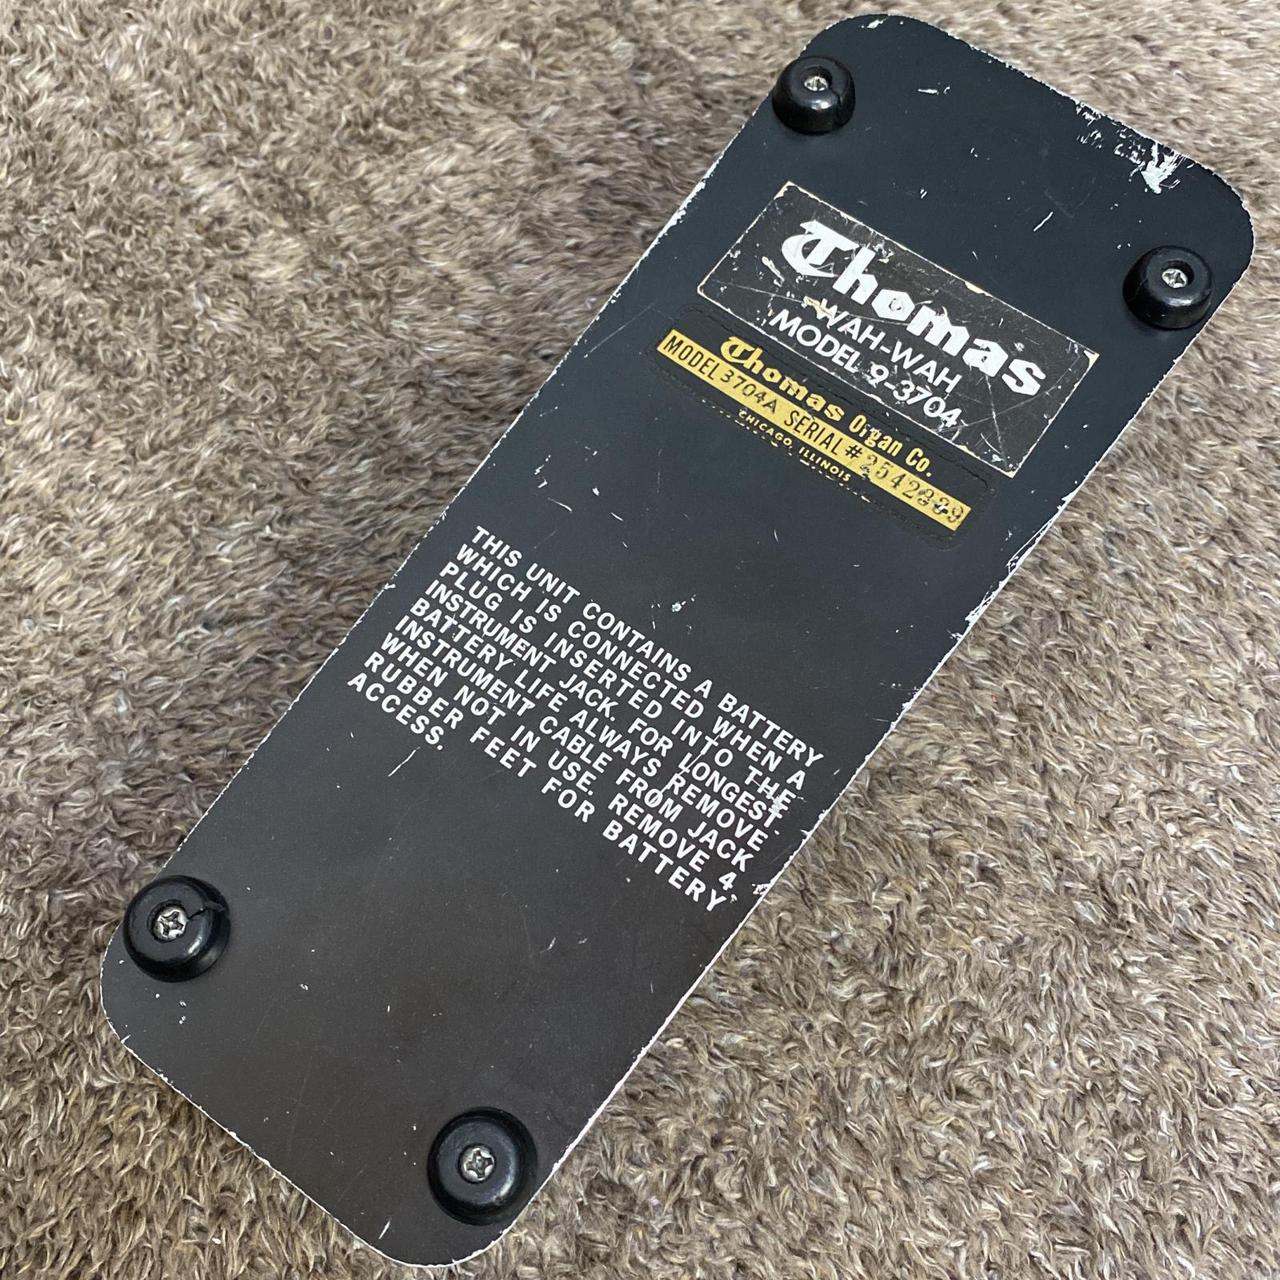 Thomas
WAH-WAH
MODEL 9-3704
Thomas Organ Co.
MODEL 3704A SERIAL #
CHICAGO, ILLINOIS
THIS UNIT CONTAINS A BATTERY
WHICH IS CONNECTED WHEN A
PLUG IS INSERTED INTO THE
INSTRUMENT JACK. FOR LONGEST
BATTERY LIFE ALWAYS REMOVE
INSTRUMENT CABLE FROM JACK
WHEN NOT IN USE. REMOVE 4
RUBBER FEET FOR BATTERY
ACCESS.